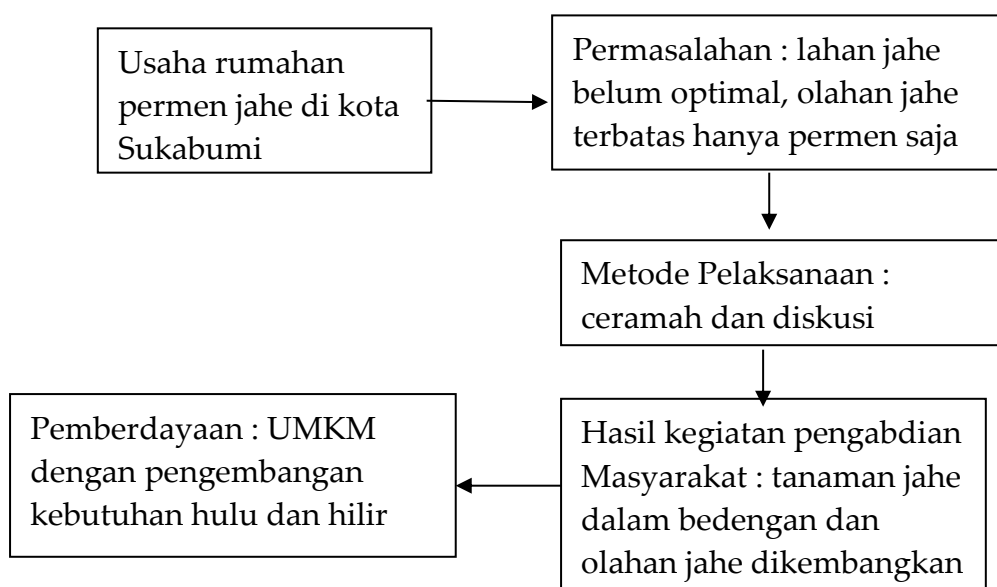 Usaha rumahan
permen jahe di kota
Sukabumi
Permasalahan : lahan jahe
belum optimal, olahan jahe
terbatas hanya permen saja
Metode Pelaksanaan :
ceramah dan diskusi
Hasil kegiatan pengabdian
Masyarakat : tanaman jahe
dalam bedengan dan
olahan jahe dikembangkan
Pemberdayaan : UMKM
dengan pengembangan
kebutuhan hulu dan hilir